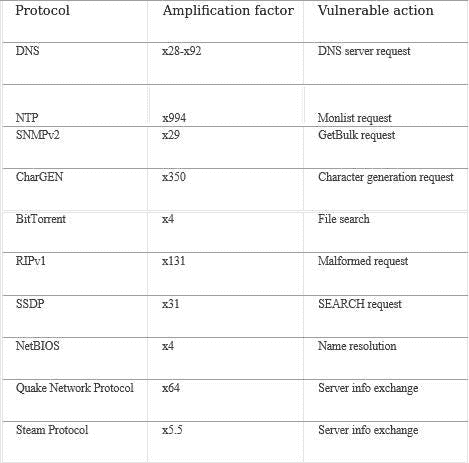 Protocol Amplification factor Vulnerable action
DNS x28-x92 DNS server request
NTP x994 Monlist request
SNMPv2 x29 GetBulk request
CharGEN x350 Character generation request
BitTorrent x4 File search
RIPv1 x131 Malformed request
SSDP x31 SEARCH request
NetBIOS x4 Name resolution
Quake Network Protocol x64 Server info exchange
Steam Protocol x5.5 Server info exchange